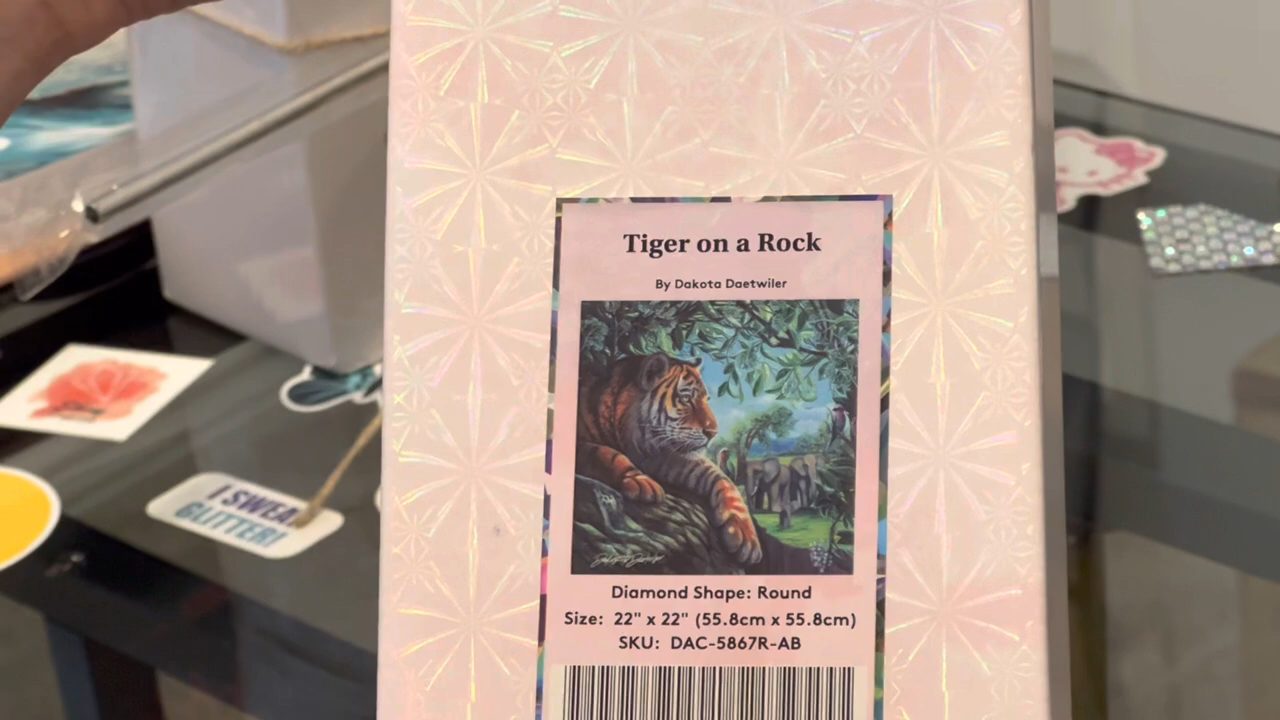 Tiger on a Rock
By Dakota Daetwiler
Diamond Shape: Round
Size: 22" x 22" (55.8cm x 55.8cm)
SKU: DAC-5867R-AB
I SWEAR
GLITTER!